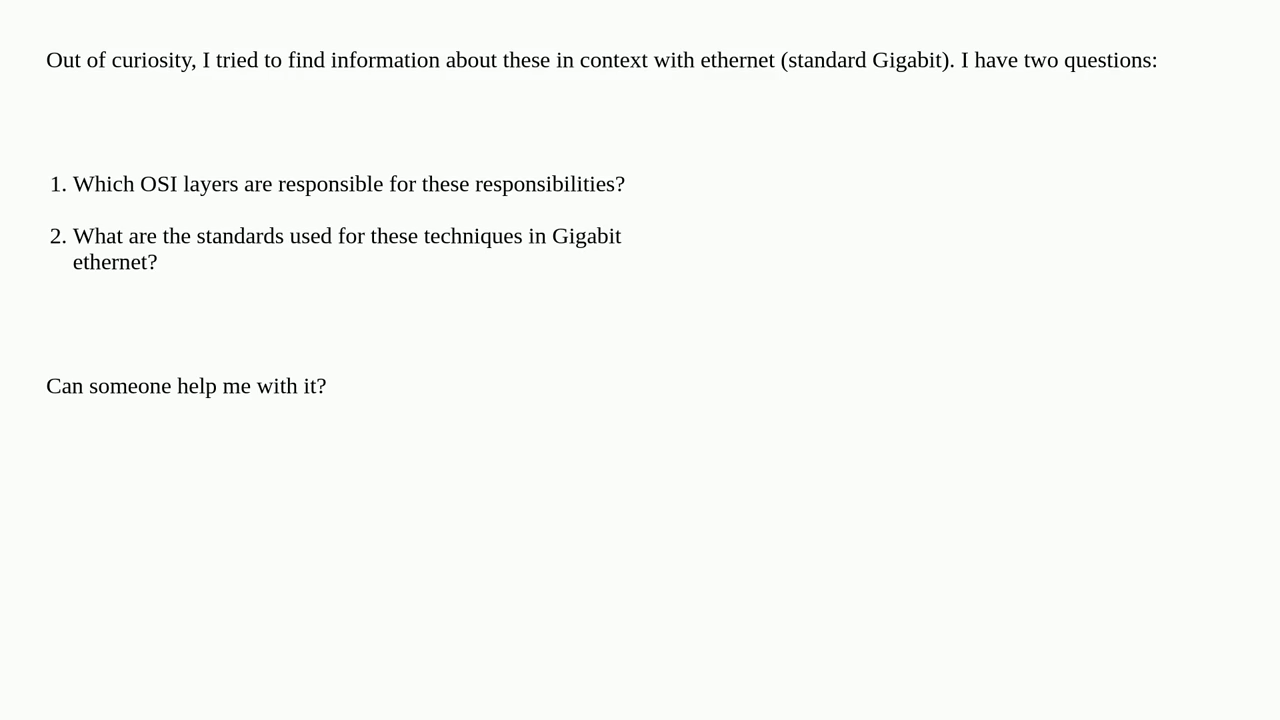 Out of curiosity, I tried to find information about these in context with ethernet (standard Gigabit). I have two questions:
1. Which OSI layers are responsible for these responsibilities?
2. What are the standards used for these techniques in Gigabit
ethernet?
Can someone help me with it?